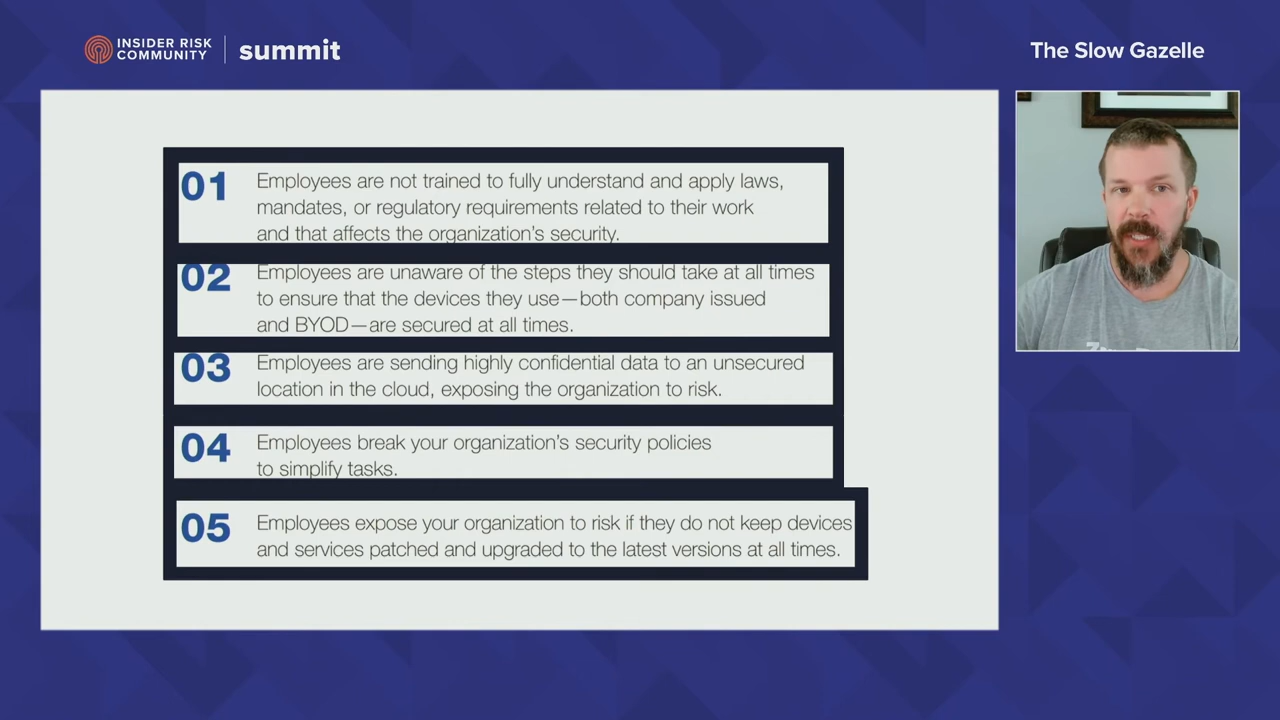 INSIDER RISK
COMMUNITY
summit
The Slow Gazelle
01
Employees are not trained to fully understand and apply laws,
mandates, or regulatory requirements related to their work
and that affects the organization's security.
02
Employees are unaware of the steps they should take at all times
to ensure that the devices they use—both company issued
and BYOD—are secured at all times.
03
Employees are sending highly confidential data to an unsecured
location in the cloud, exposing the organization to risk.
04
Employees break your organization's security policies
to simplify tasks.
05
Employees expose your organization to risk if they do not keep devices
and services patched and upgraded to the latest versions at all times.